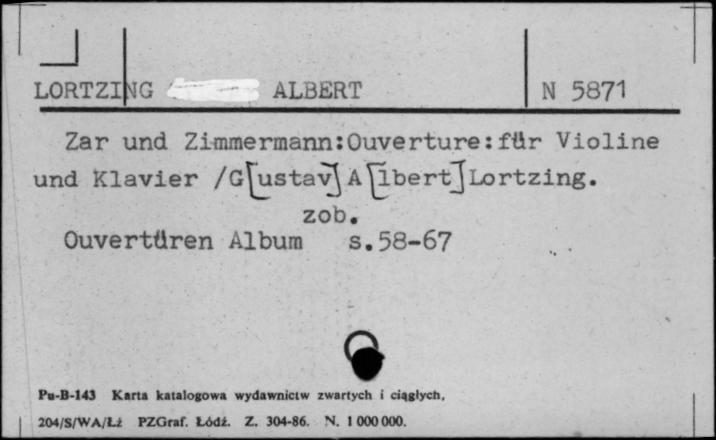 LORTZING ALBERT N 5871
Zar und Zimmermann:Ouverture:für Violine
und Klavier /G[ustav] A[lbert]Lortzing.
zob.
Ouvertüren Album s.58-67
Pu-B-143 Karta katalogowa wydawnictw zwartych i ciągłych,
204/S/WA/Łż PZGraf. Łódź. Z. 304-86. N. 1 000 000.